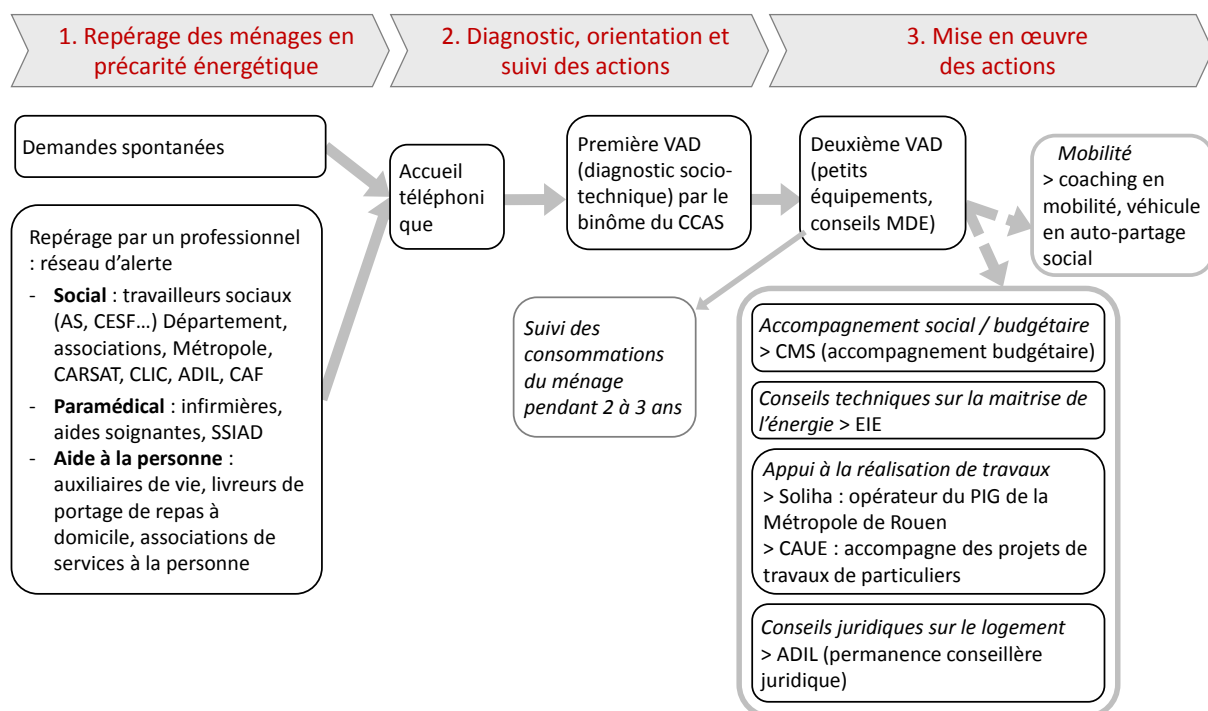 1. Repérage des ménages en
précarité énergétique
2. Diagnostic, orientation et
suivi des actions
3. Mise en œuvre
des actions
Demandes spontanées
Repérage par un professionnel
: réseau d’alerte
- Social : travailleurs sociaux
(AS, CESF…) Département,
associations, Métropole,
CARSAT, CLIC, ADIL, CAF
- Paramédical : infirmières,
aides soignantes, SSIAD
- Aide à la personne :
auxiliaires de vie, livreurs de
portage de repas à
domicile, associations de
services à la personne
Accueil
téléphoni
que
Première VAD
(diagnostic socio-
technique) par le
binôme du CCAS
Suivi des
consommations
du ménage
pendant 2 à 3 ans
Deuxième VAD
(petits
équipements,
conseils MDE)
Mobilité
> coaching en
mobilité, véhicule
en auto-partage
social
Accompagnement social / budgétaire
> CMS (accompagnement budgétaire)
Conseils techniques sur la maitrise de
l’énergie > EIE
Appui à la réalisation de travaux
> Soliha : opérateur du PIG de la
Métropole de Rouen
> CAUE : accompagne des projets de
travaux de particuliers
Conseils juridiques sur le logement
> ADIL (permanence conseillère
juridique)